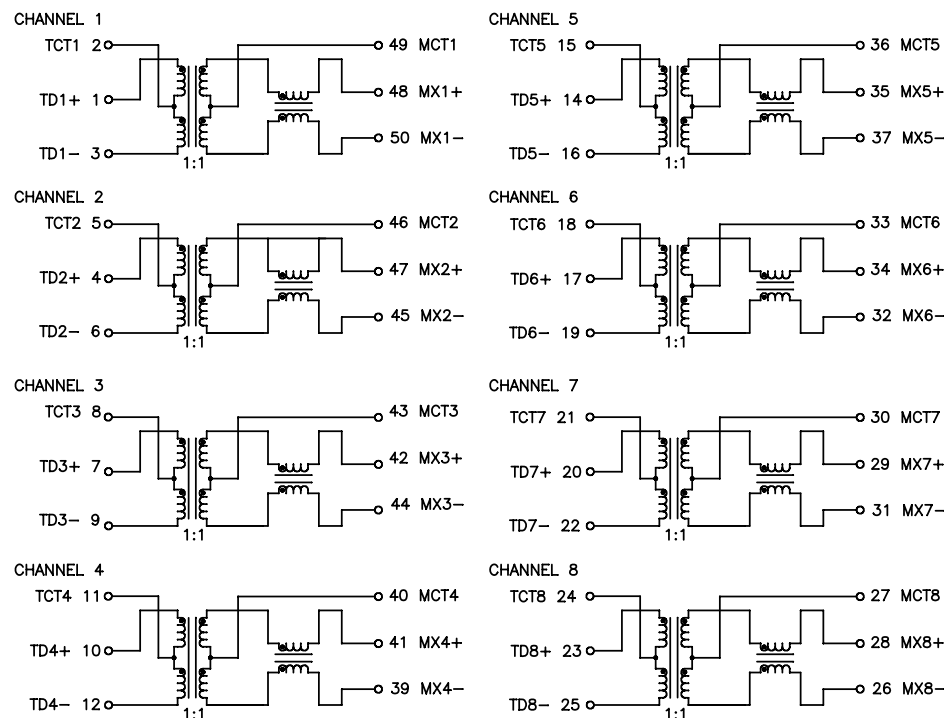 CHANNEL 1
TCT1 2
49 MCT1
TD1+ 1
48 MX1+
50 MX1-
TD1- 3
1:1
CHANNEL 5
TCT5 15
36 MCT5
TD5+ 14
35 MX5+
37 MX5-
TD5- 16
1:1
CHANNEL 2
TCT2 5
46 MCT2
TD2+ 4
47 MX2+
45 MX2-
TD2- 6
1:1
CHANNEL 6
TCT6 18
33 MCT6
TD6+ 17
34 MX6+
32 MX6-
TD6- 19
1:1
CHANNEL 3
TCT3 8
43 MCT3
TD3+ 7
42 MX3+
44 MX3-
TD3- 9
1:1
CHANNEL 7
TCT7 21
30 MCT7
TD7+ 20
29 MX7+
31 MX7-
TD7- 22
1:1
CHANNEL 4
TCT4 11
40 MCT4
TD4+ 10
41 MX4+
39 MX4-
TD4- 12
1:1
CHANNEL 8
TCT8 24
27 MCT8
TD8+ 23
28 MX8+
26 MX8-
TD8- 25
1:1